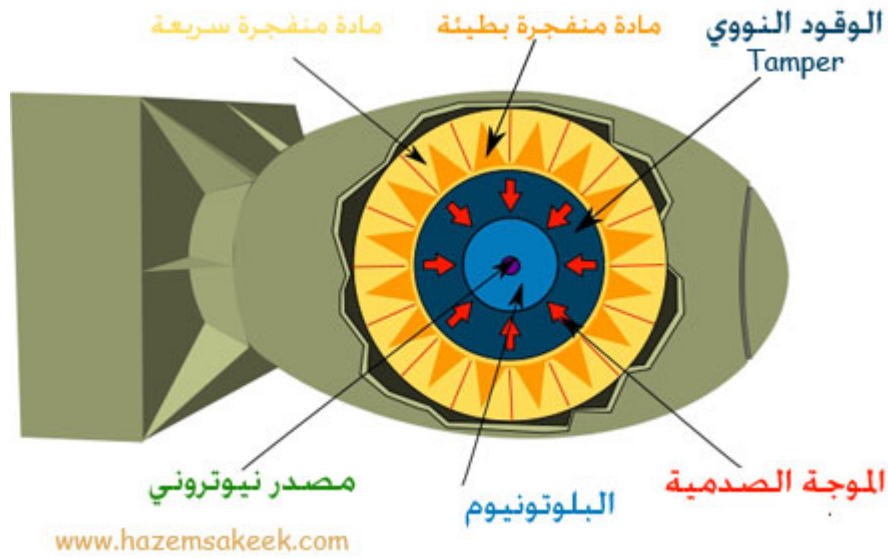 مادة منفجرة سريعة
مادة منفجرة بطيئة
الوقود النووي
Tamper
مصدر نيوتروني
البلوتونيوم
الموجة الصدمية
www.hazemsakeek.com